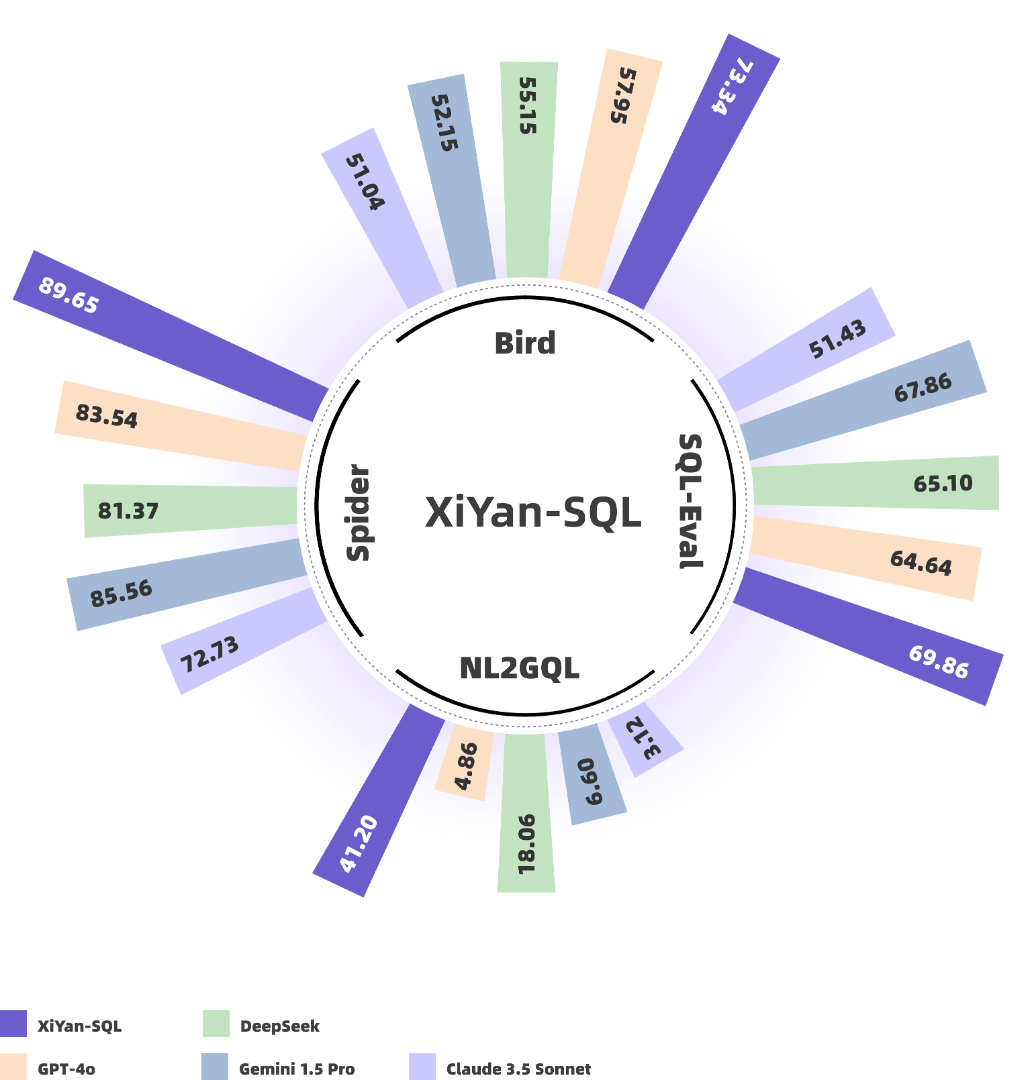 73.34
57.95
55.15
52.15
51.04
89.65
51.43
Bird
67.86
83.54
SQL-Eval
65.10
81.37
Spider
XiYan-SQL
64.64
85.56
72.73
69.86
NL2GQL
3.12
4.86
6.60
41.20
18.06
XiYan-SQL
DeepSeek
GPT-4o
Gemini 1.5 Pro
Claude 3.5 Sonnet